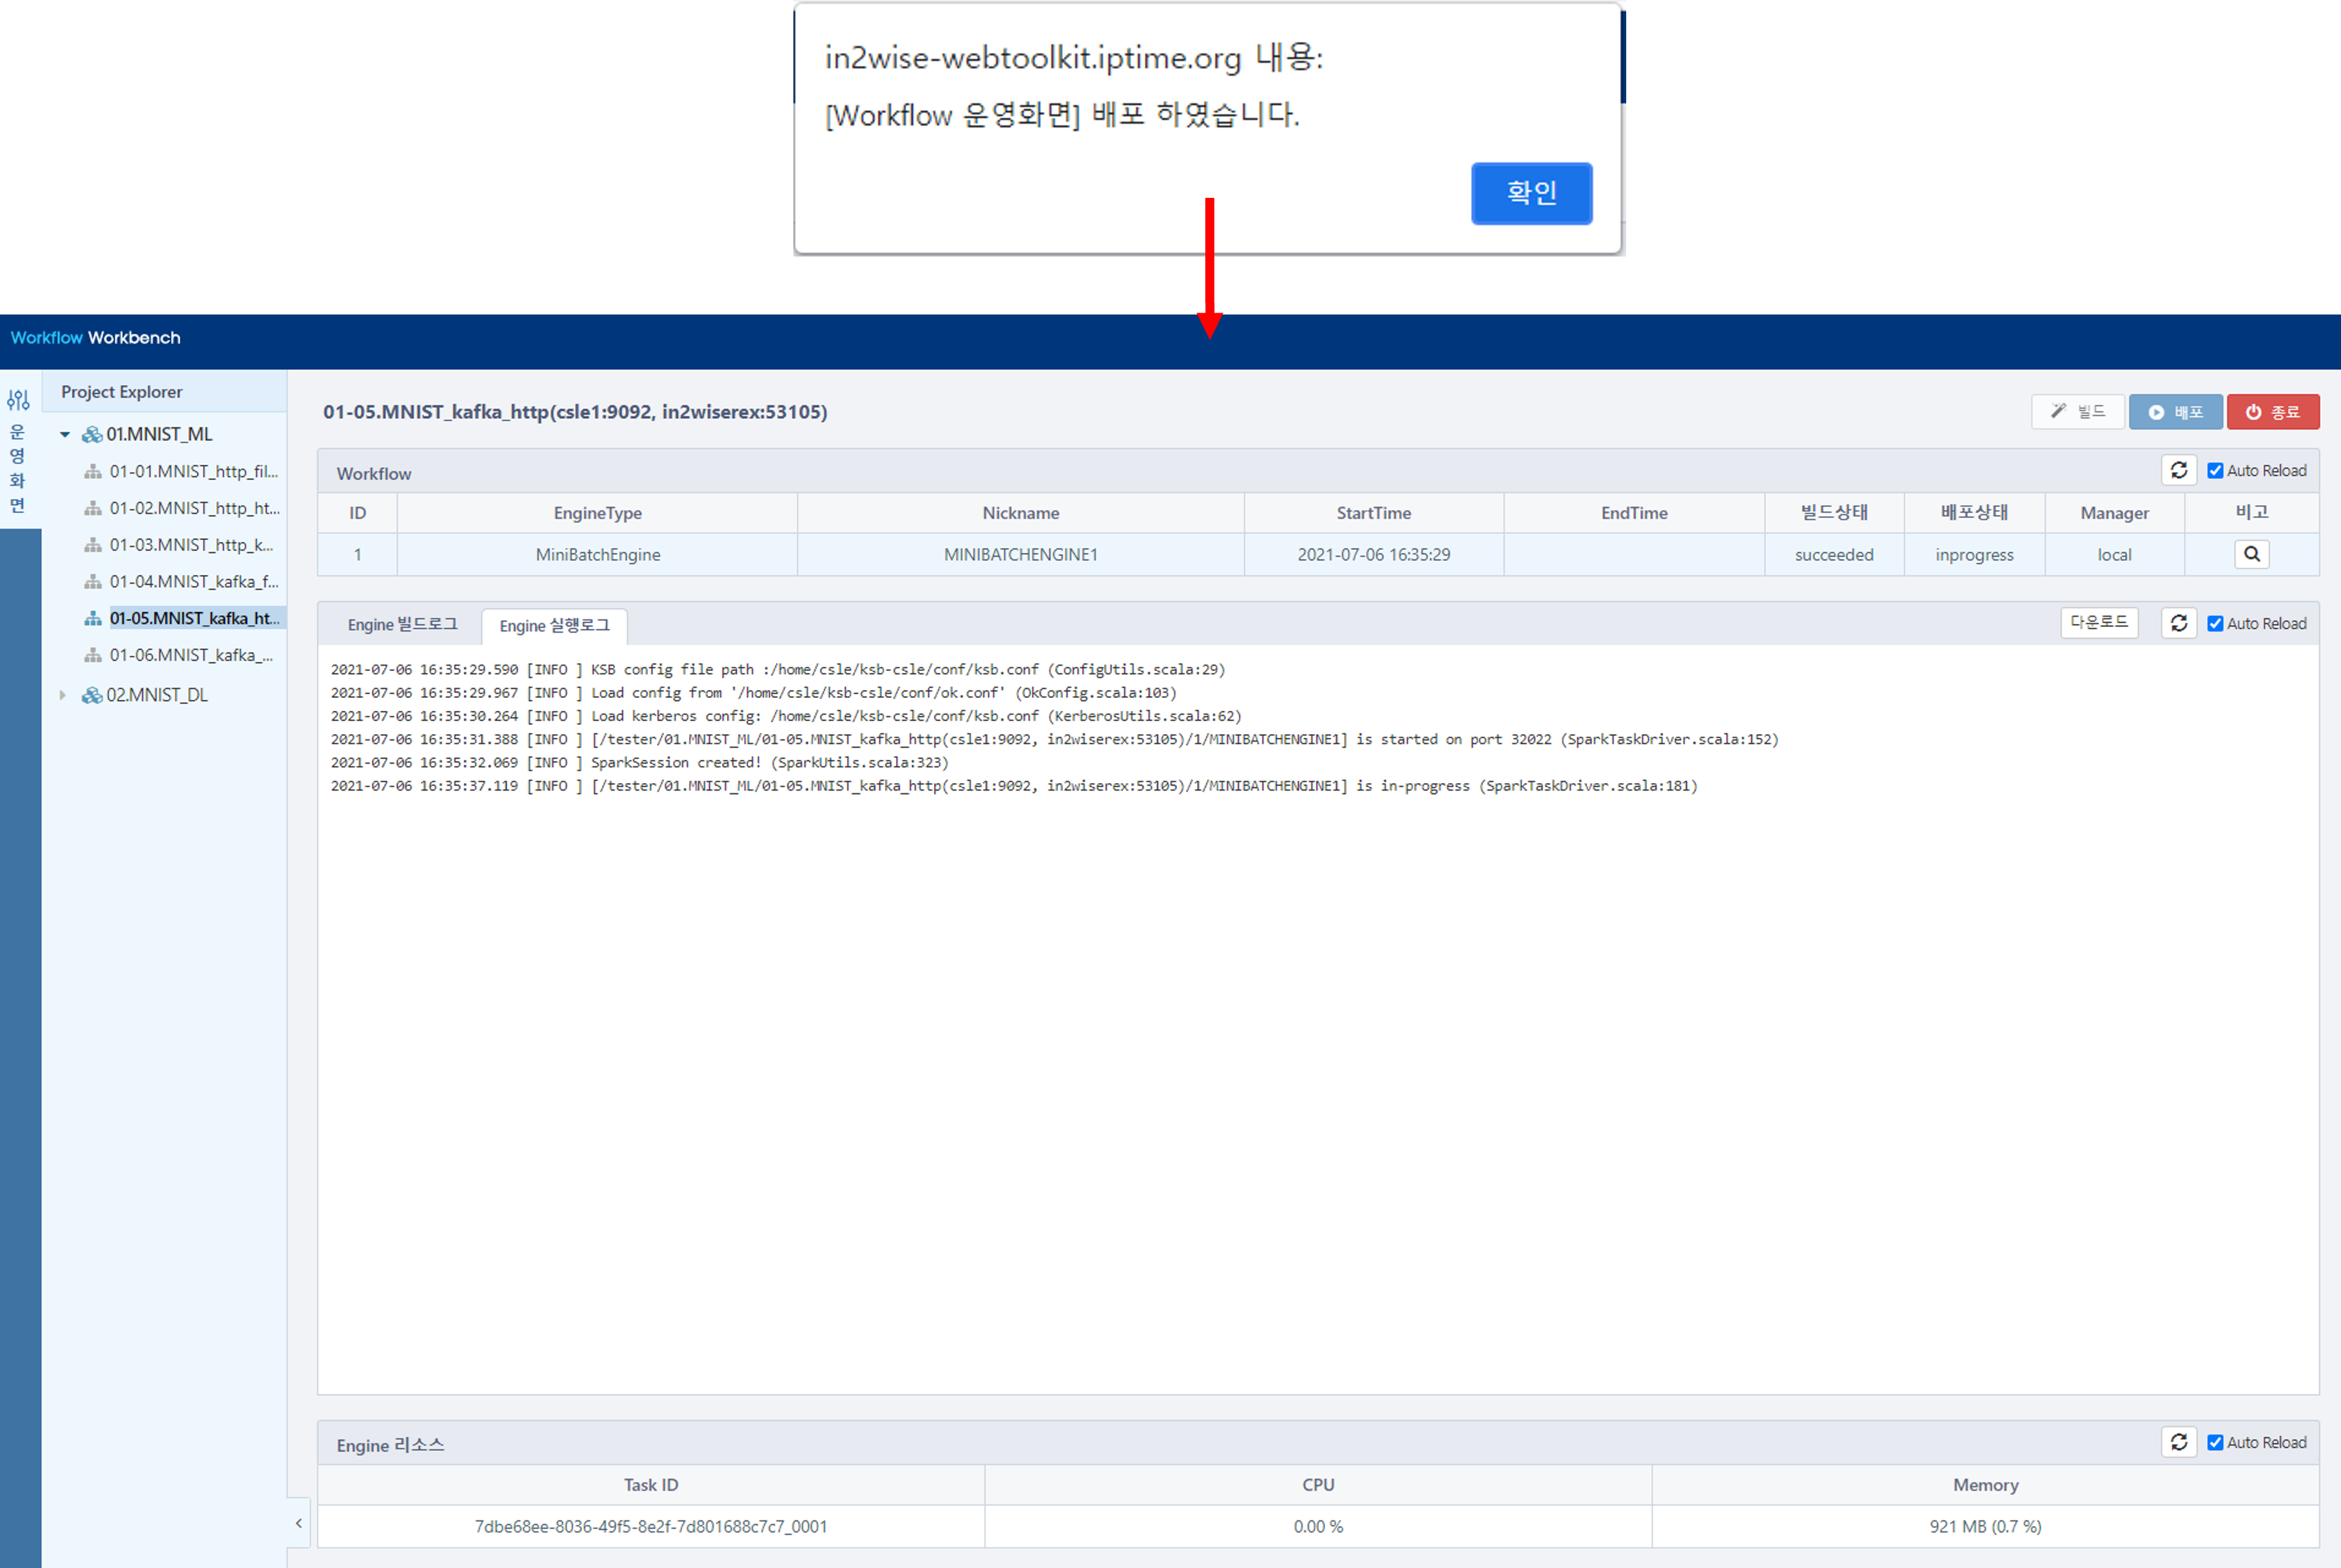 in2wise-webtoolkit.iptime.org 내용:
[Workflow 운영화면] 배포 하였습니다.
확인
Workflow Workbench
운영화면
Project Explorer
01.MNIST_ML
01-01.MNIST_http_fil...
01-02.MNIST_http_ht...
01-03.MNIST_http_k...
01-04.MNIST_kafka_f...
01-05.MNIST_kafka_ht...
01-06.MNIST_kafka_...
02.MNIST_DL
01-05.MNIST_kafka_http(csle1:9092, in2wiserex:53105)
빌드 배포 종료
Workflow Auto Reload
ID EngineType Nickname StartTime EndTime 빌드상태 배포상태 Manager 비고
1 MiniBatchEngine MINIBATCHENGINE1 2021-07-06 16:35:29 succeeded inprogress local
Engine 빌드로그 Engine 실행로그 다운로드 Auto Reload
2021-07-06 16:35:29.590 [INFO ] KSB config file path :/home/csle/ksb-csle/conf/ksb.conf (ConfigUtils.scala:29)
2021-07-06 16:35:29.967 [INFO ] Load config from '/home/csle/ksb-csle/conf/ok.conf' (OkConfig.scala:103)
2021-07-06 16:35:30.264 [INFO ] Load kerberos config: /home/csle/ksb-csle/conf/ksb.conf (KerberosUtils.scala:62)
2021-07-06 16:35:31.388 [INFO ] [/tester/01.MNIST_ML/01-05.MNIST_kafka_http(csle1:9092, in2wiserex:53105)/1/MINIBATCHENGINE1] is started on port 32022 (SparkTaskDriver.scala:152)
2021-07-06 16:35:32.069 [INFO ] SparkSession created! (SparkUtils.scala:323)
2021-07-06 16:35:37.119 [INFO ] [/tester/01.MNIST_ML/01-05.MNIST_kafka_http(csle1:9092, in2wiserex:53105)/1/MINIBATCHENGINE1] is in-progress (SparkTaskDriver.scala:181)
Engine 리소스 Auto Reload
Task ID CPU Memory
7dbe68ee-8036-49f5-8e2f-7d801688c7c7_0001 0.00 % 921 MB (0.7 %)